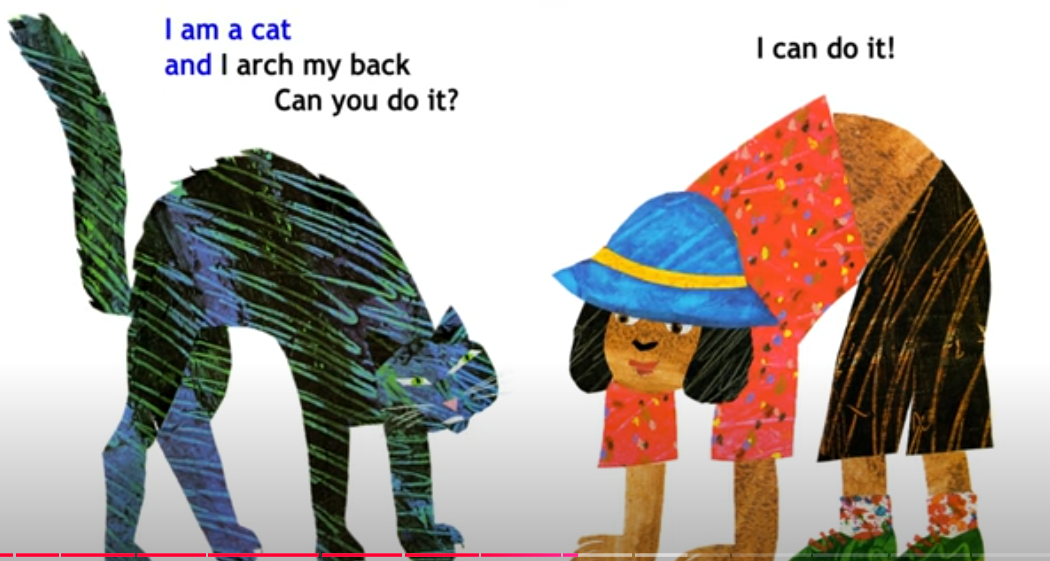 I am a cat
and I arch my back
Can you do it?
I can do it!